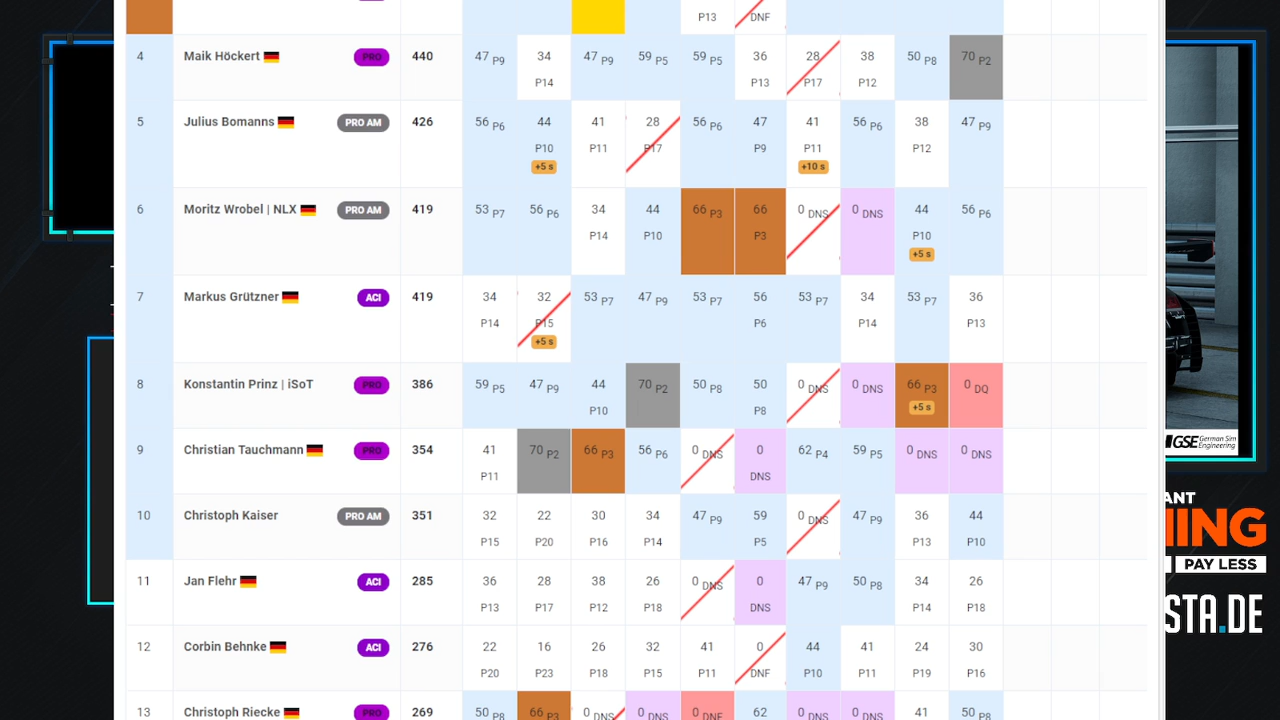 P13 DNF
4 Maik Höckert PRO 440 47 P9 34 P14 47 P9 59 P5 59 P5 36 P13 28 P17 38 P12 50 P8 70 P2
5 Julius Bomanns PRO AM 426 56 P6 44 P10 +5 s 41 P11 28 P17 56 P6 47 P9 41 P11 +10 s 56 P6 38 P12 47 P9
6 Moritz Wrobel | NLX PRO AM 419 53 P7 56 P6 34 P14 44 P10 66 P3 66 P3 0 DNS 0 DNS 44 P10 +5 s 56 P6
7 Markus Grützner ACI 419 34 P14 32 P15 +5 s 53 P7 47 P9 53 P7 56 P6 53 P7 34 P14 53 P7 36 P13
8 Konstantin Prinz | iSoT PRO 386 59 P5 47 P9 44 P10 70 P2 50 P8 50 P8 0 DNS 0 DNS 66 P3 +5 s 0 DQ
9 Christian Tauchmann PRO 354 41 P11 70 P2 66 P3 56 P6 0 DNS 0 DNS 62 P4 59 P5 0 DNS 0 DNS
10 Christoph Kaiser PRO AM 351 32 P15 22 P20 30 P16 34 P14 47 P9 59 P5 0 DNS 47 P9 36 P13 44 P10
11 Jan Flehr ACI 285 36 P13 28 P17 38 P12 26 P18 0 DNS 0 DNS 47 P9 50 P8 34 P14 26 P18
12 Corbin Behnke ACI 276 22 P20 16 P23 26 P18 32 P15 41 P11 0 DNF 44 P10 41 P11 24 P19 30 P16
13 Christoph Riecke PRO 269 50 P8 66 P3 0 DNS 0 DNS 0 DNF 62 0 DNS 0 DNS 41 50 P8
GSE German Sim
Engineering
ANT
ING
PAY LESS
STA.DE